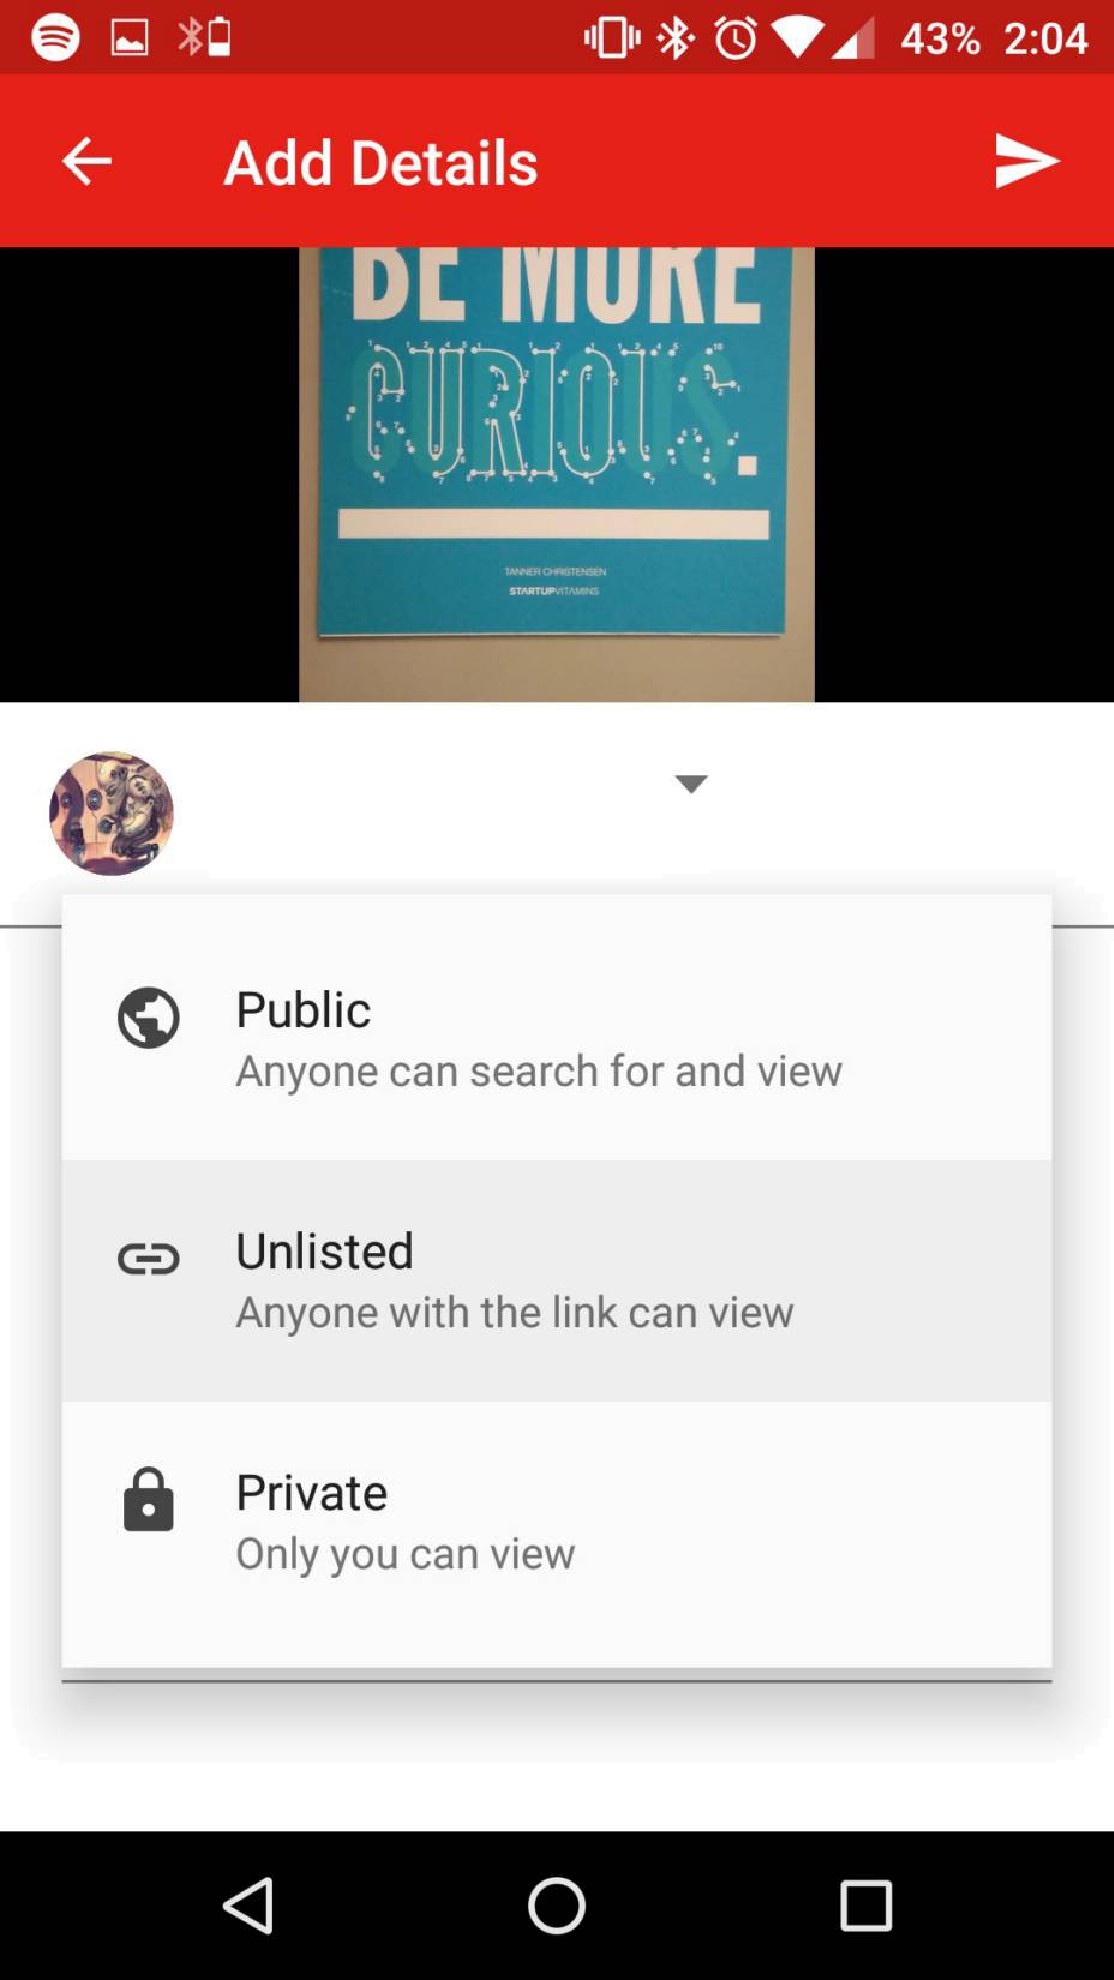 43% 2:04
Add Details
BE MORE
CURIOUS.
TANNER CHRISTENSEN
STARTUPVITAMINS
Public
Anyone can search for and view
Unlisted
Anyone with the link can view
Private
Only you can view